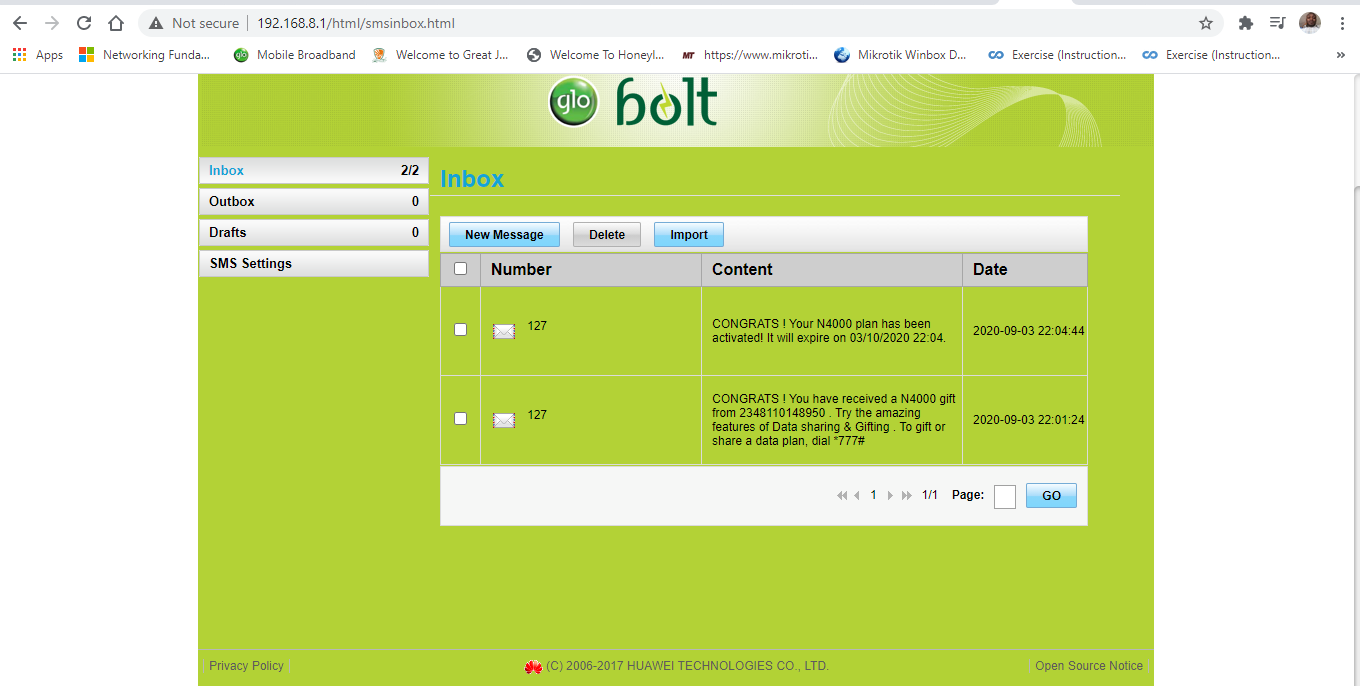 Not secure | 192.168.8.1/html/smsinbox.html
Apps Networking Funda... Mobile Broadband Welcome to Great J... Welcome To Honeyl... MT https://www.mikroti... Mikrotik Winbox D... Exercise (Instruction... Exercise (Instruction... »
glo bolt
Inbox 2/2
Outbox 0
Drafts 0
SMS Settings
Inbox
New Message Delete Import
Number Content Date
127
CONGRATS ! Your N4000 plan has been
activated! It will expire on 03/10/2020 22:04.
2020-09-03 22:04:44
127
CONGRATS ! You have received a N4000 gift
from 2348110148950 . Try the amazing
features of Data sharing & Gifting . To gift or
share a data plan, dial *777#
2020-09-03 22:01:24
1 1/1 Page: GO
Privacy Policy (C) 2006-2017 HUAWEI TECHNOLOGIES CO., LTD. Open Source Notice